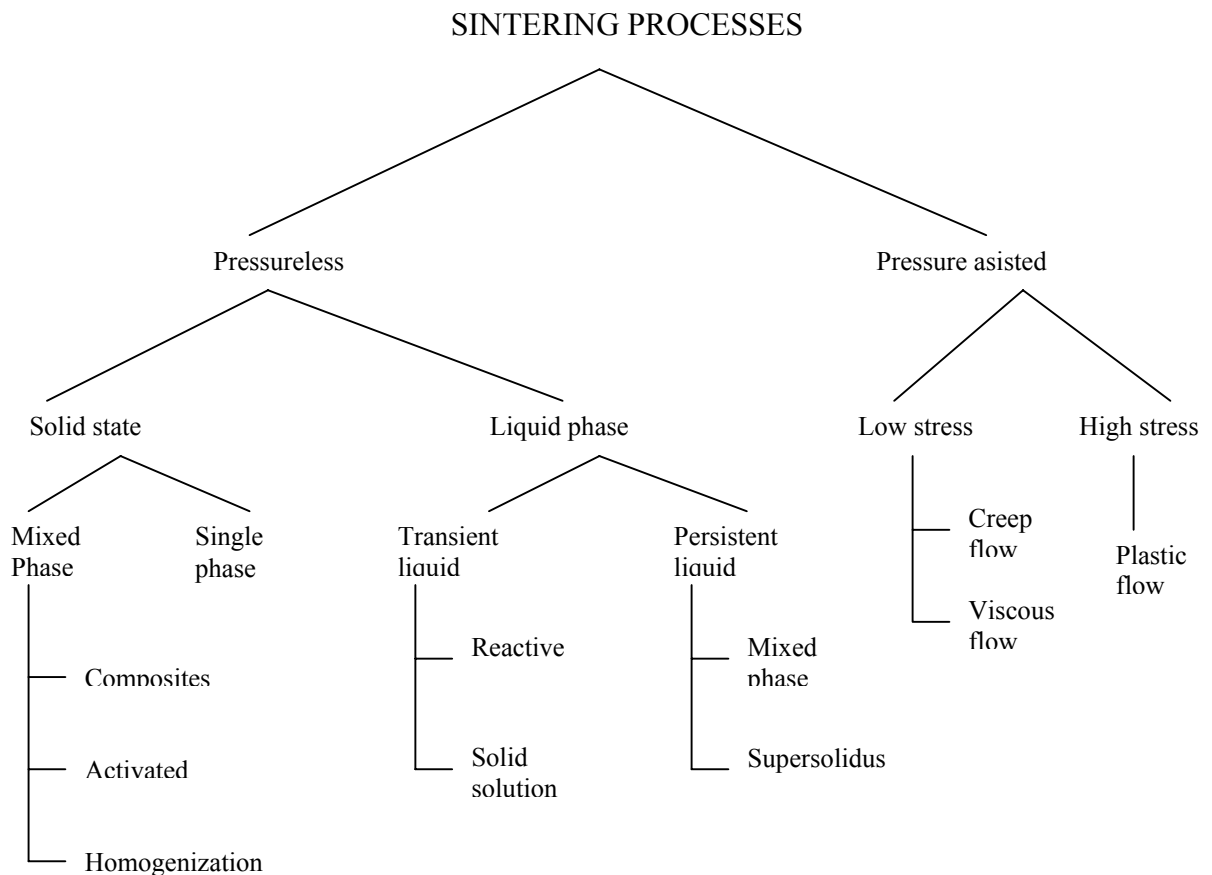 SINTERING PROCESSES
Pressureless
Pressure asisted
Solid state
Liquid phase
Low stress
High stress
Mixed
Phase
Single
phase
Transient
liquid
Persistent
liquid
Creep
flow
Plastic
flow
Viscous
flow
Reactive
Mixed
phase
Composites
Solid
solution
Supersolidus
Activated
Homogenization